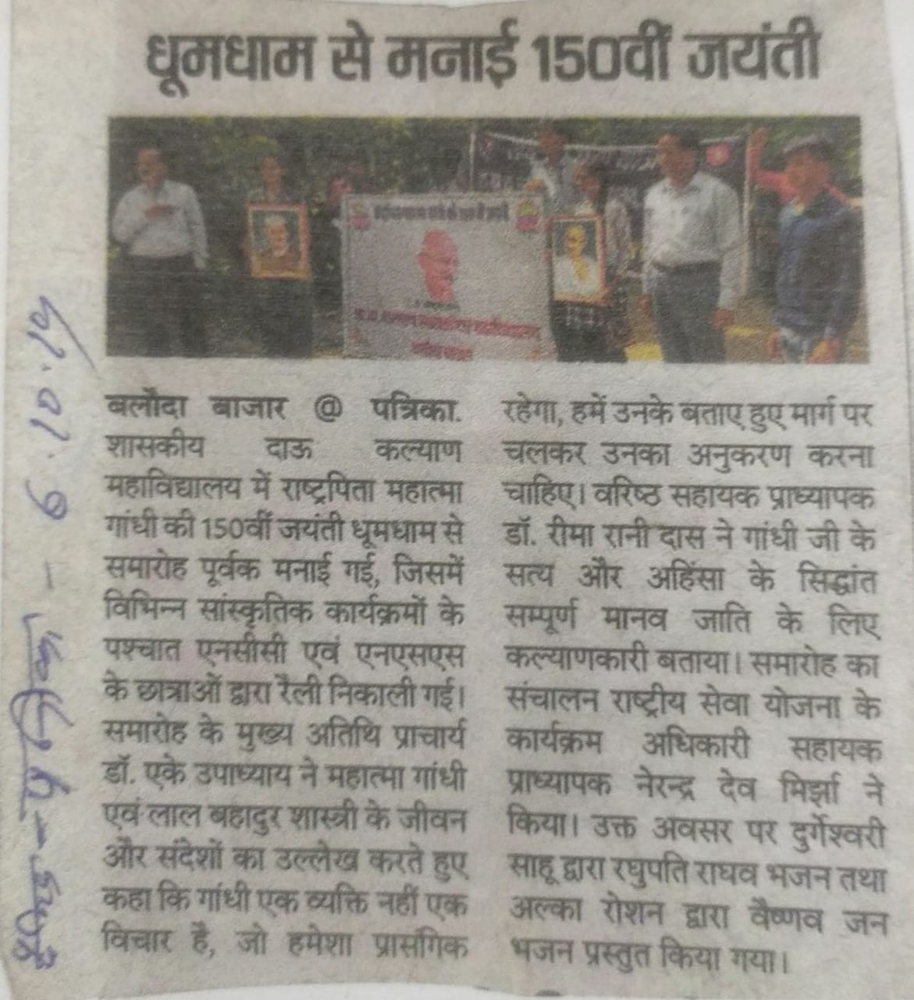 धूमधाम से मनाई 150वीं जयंती
बलौदा बाजार @ पत्रिका.
शासकीय दाऊ कल्याण
महाविद्यालय में राष्ट्रपिता महात्मा
गांधी की 150वीं जयंती धूमधाम से
समारोह पूर्वक मनाई गई, जिसमें
विभिन्न सांस्कृतिक कार्यक्रमों के
पश्चात एनसीसी एवं एनएसएस
के छात्राओं द्वारा रैली निकाली गई।
समारोह के मुख्य अतिथि प्राचार्य
डॉ. एके उपाध्याय ने महात्मा गांधी
एवं लाल बहादुर शास्त्री के जीवन
और संदेशों का उल्लेख करते हुए
कहा कि गांधी एक व्यक्ति नहीं एक
विचार है, जो हमेशा प्रासंगिक
रहेगा, हमें उनके बताए हुए मार्ग पर
चलकर उनका अनुकरण करना
चाहिए। वरिष्ठ सहायक प्राध्यापक
डॉ. रीमा रानी दास ने गांधी जी के
सत्य और अहिंसा के सिद्धांत
सम्पूर्ण मानव जाति के लिए
कल्याणकारी बताया। समारोह का
संचालन राष्ट्रीय सेवा योजना के
कार्यक्रम अधिकारी सहायक
प्राध्यापक नेरन्द्र देव मिर्झा ने
किया। उक्त अवसर पर दुर्गेश्वरी
साहू द्वारा रघुपति राघव भजन तथा
अल्का रोशन द्वारा वैष्णव जन
भजन प्रस्तुत किया गया।